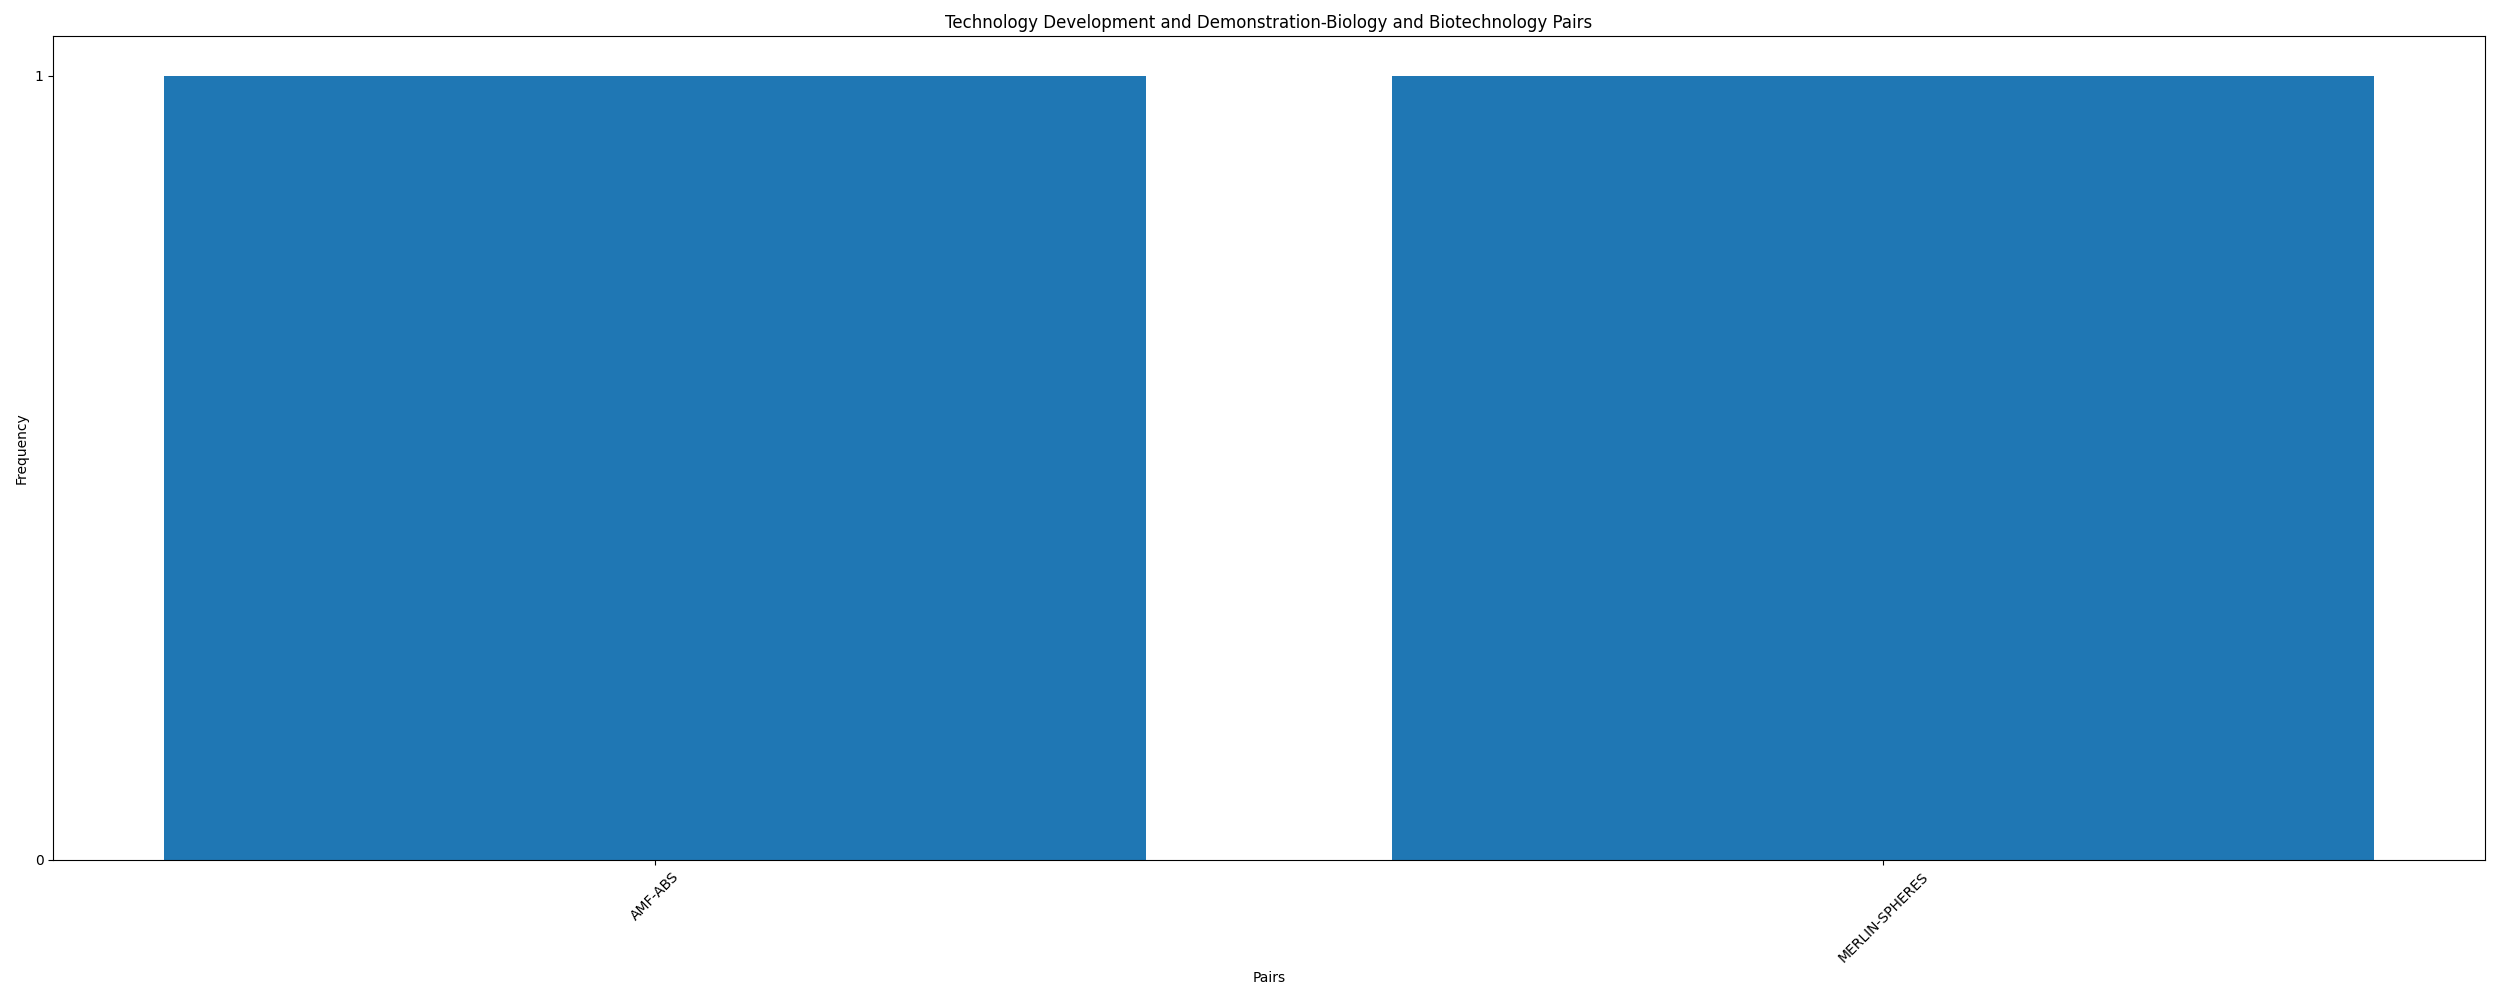 Technology Development and Demonstration-Biology and Biotechnology Pairs
1
Frequency
0
AMF-ABS
MERLIN-SPHERES
Pairs